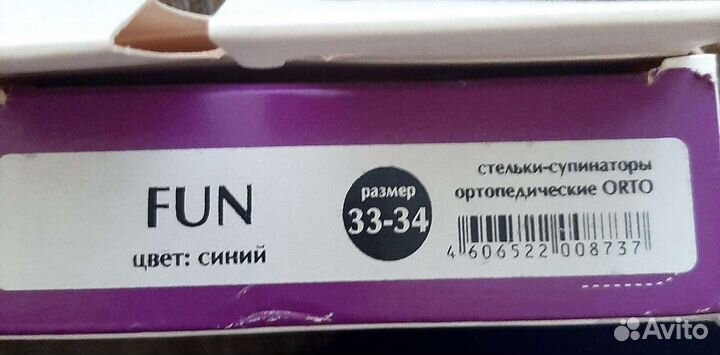 FUN
цвет: синий
размер
33-34
стельки-супинаторы
ортопедические ORTO
4 606522 008737
Avito